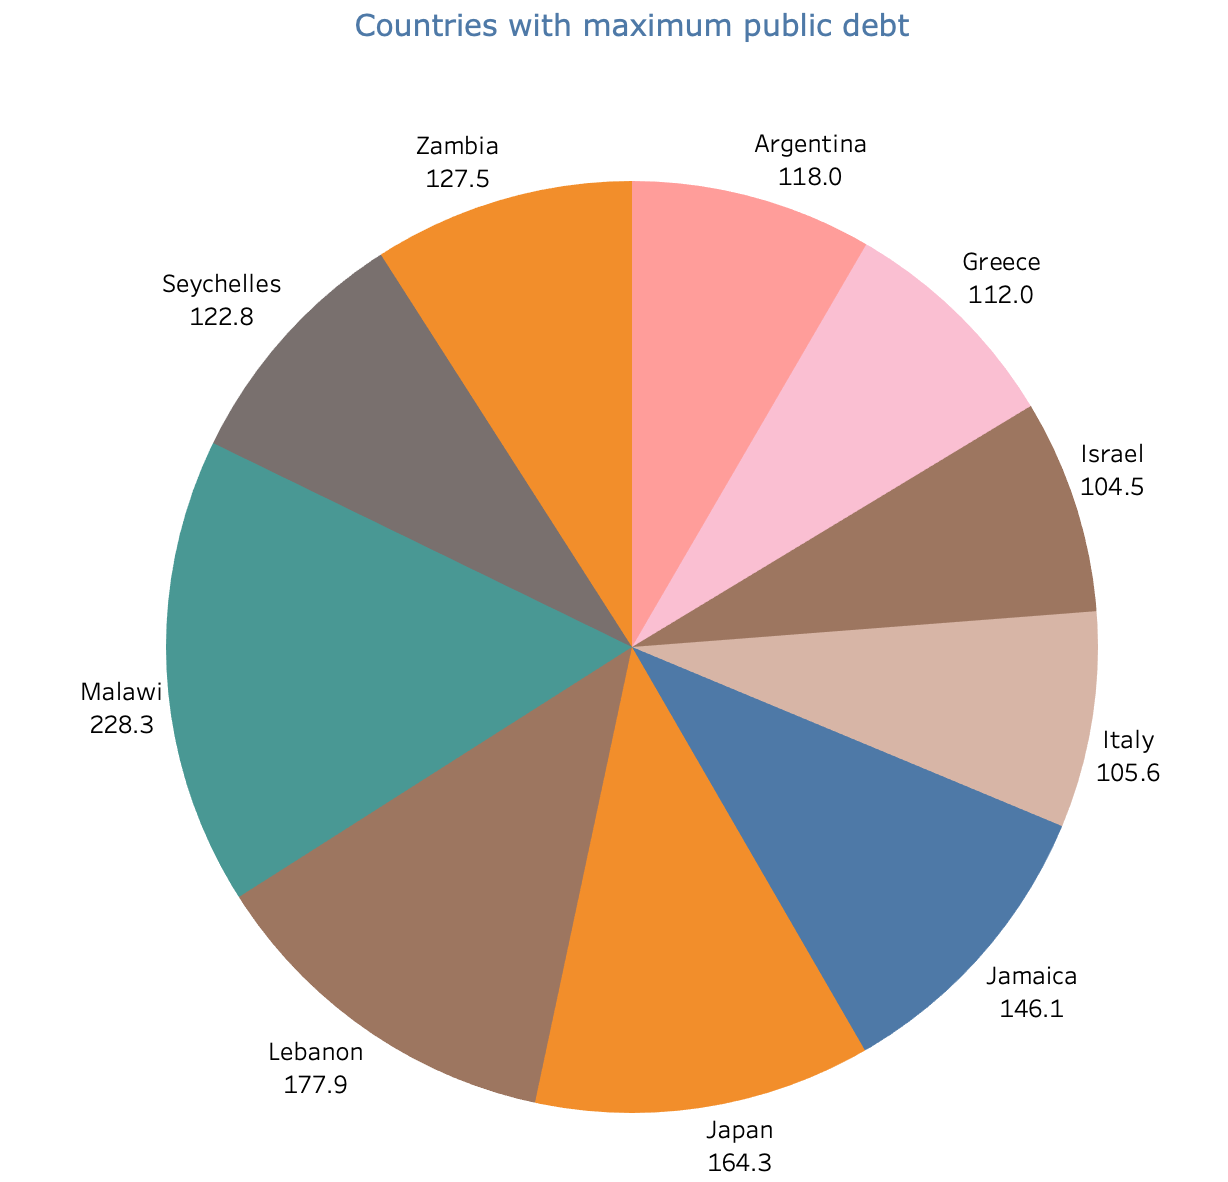 Countries with maximum public debt
Zambia
127.5
Argentina
118.0
Greece
112.0
Seychelles
122.8
Israel
104.5
Malawi
228.3
Italy
105.6
Jamaica
146.1
Lebanon
177.9
Japan
164.3